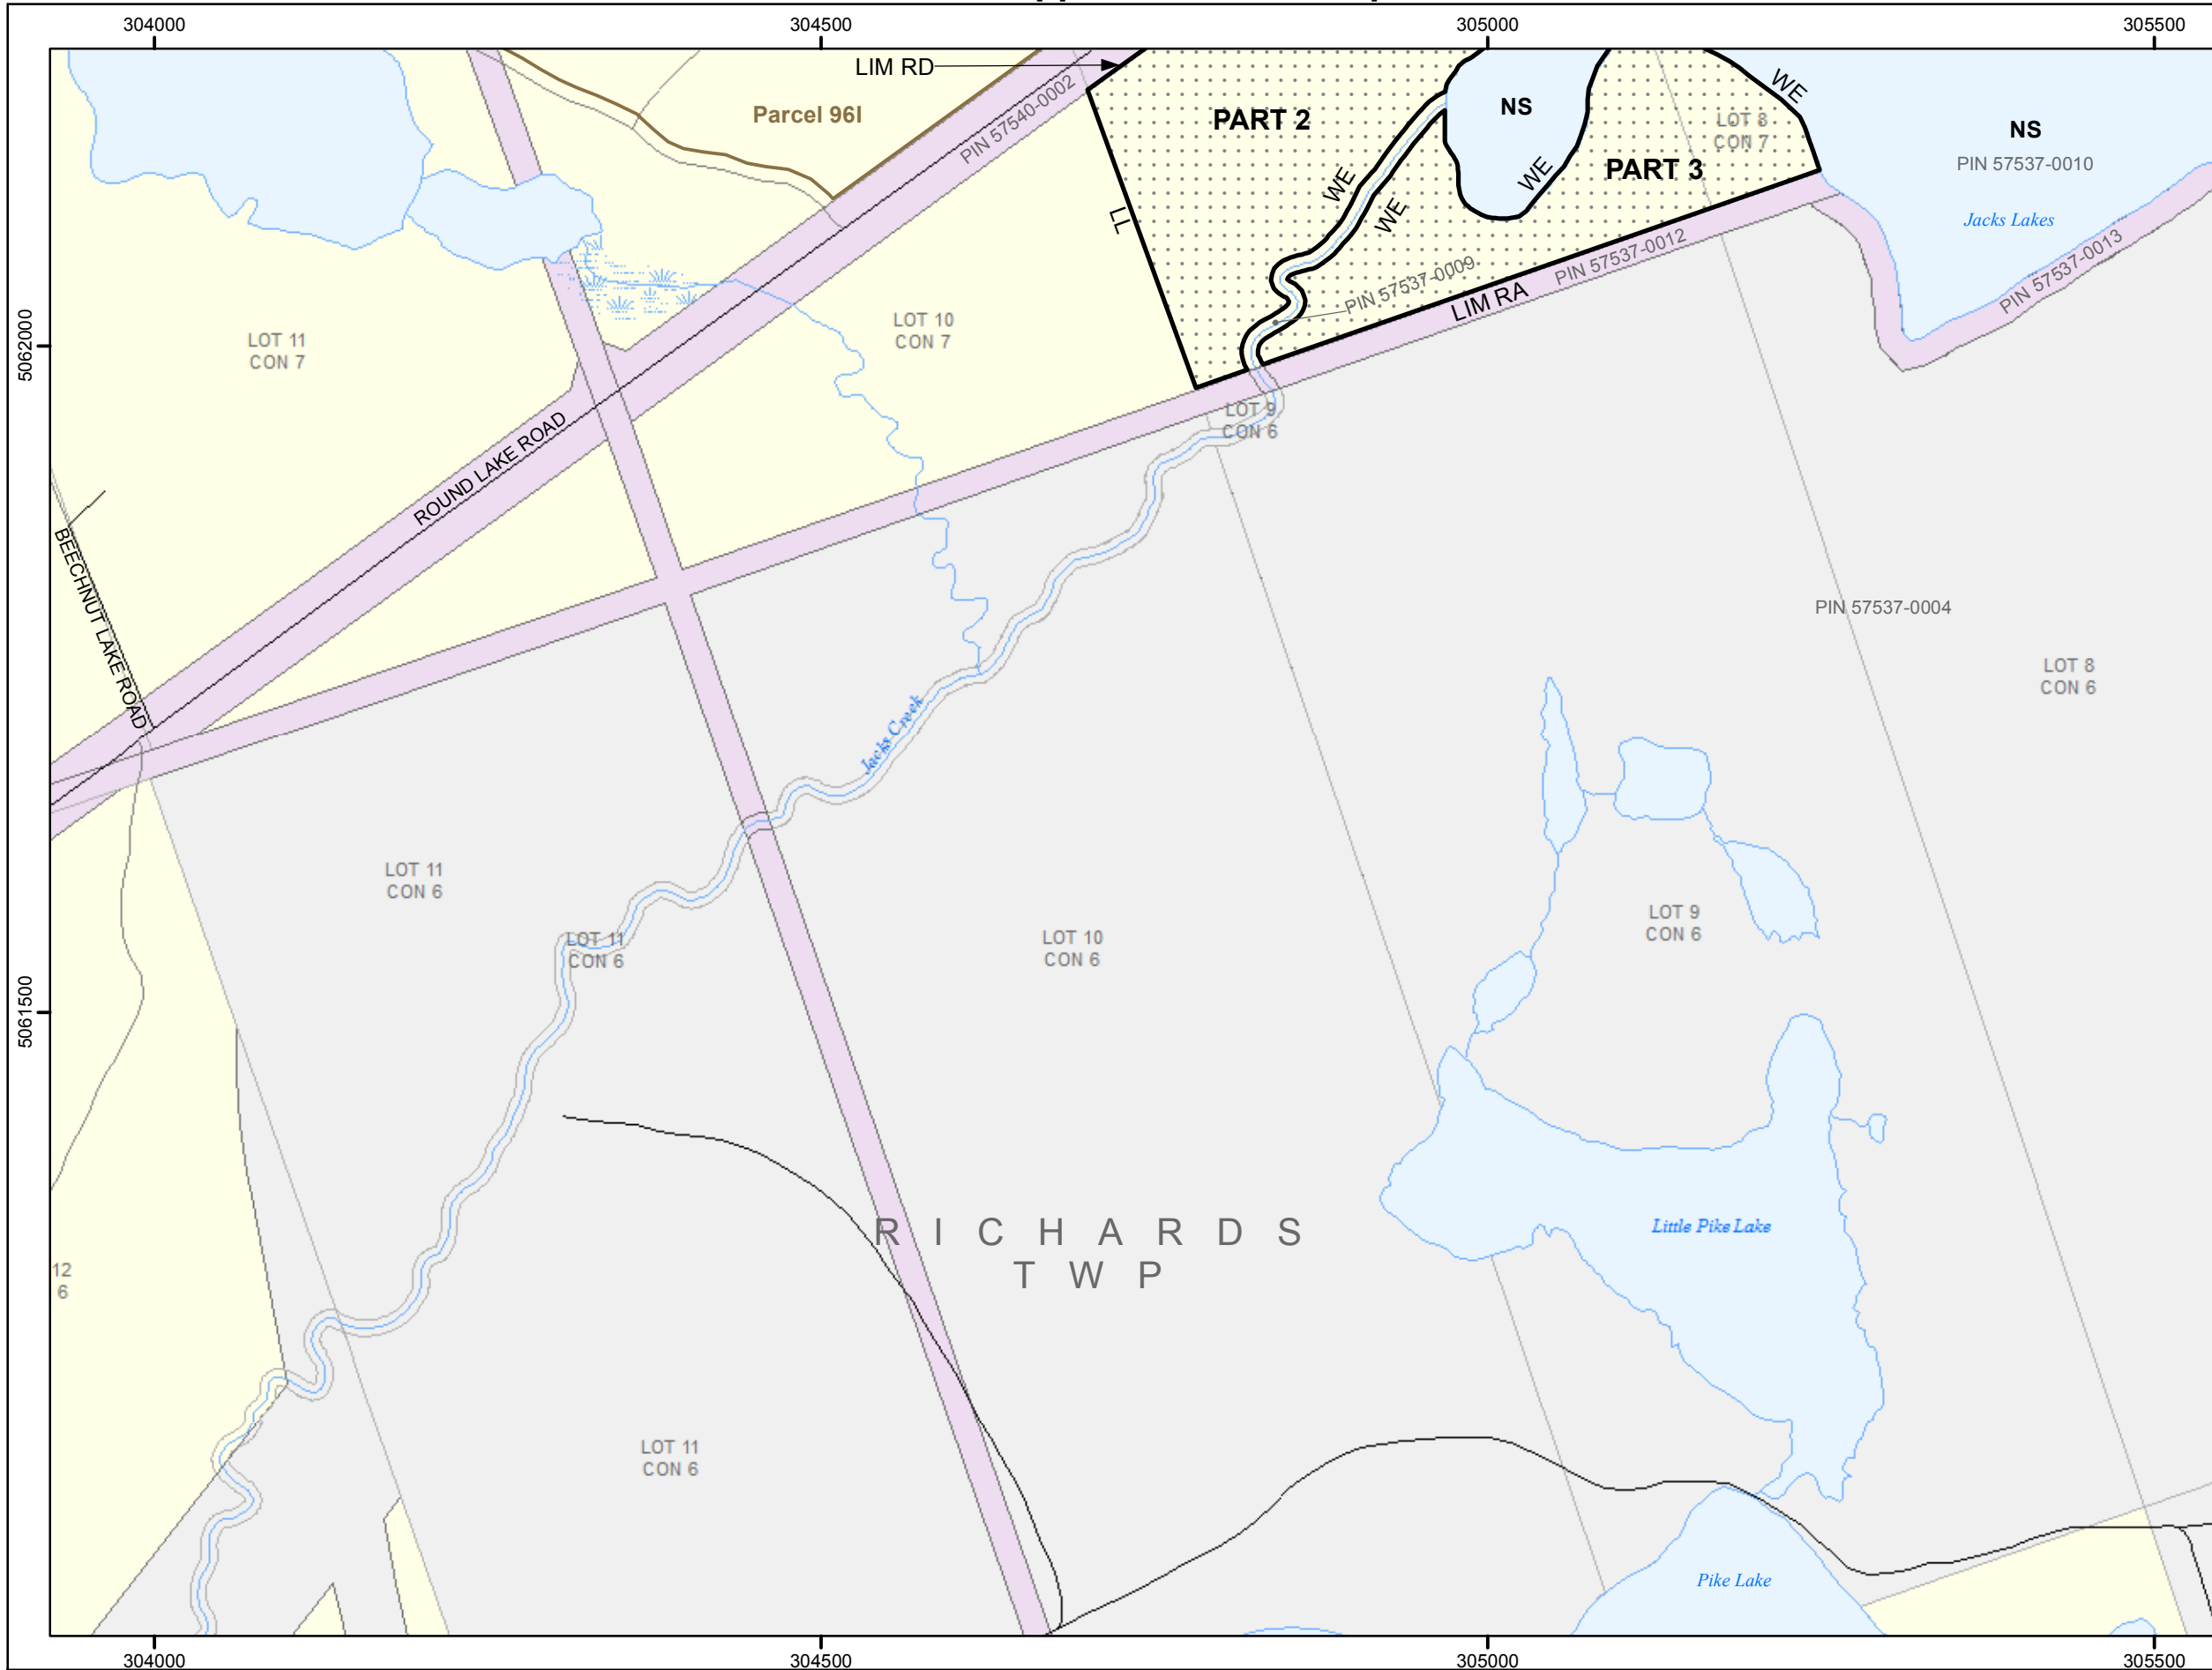 304000
304500
305000
305500
LIM RD
Parcel 96I
PIN 57540-0002
PART 2
NS
WE
LOT 8
CON 7
NS
PIN 57537-0010
PART 3
WE
WE
WE
LL
Jacks Lakes
PIN 57537-0012
PIN 57537-0009
PIN 57537-0013
LIM RA
5062000
LOT 11
CON 7
LOT 10
CON 7
LOT 9
CON 6
ROUND LAKE ROAD
BEECHNUT LAKE ROAD
PIN 57537-0004
LOT 8
CON 6
Jacks Creek
LOT 11
CON 6
LOT 11
CON 6
LOT 10
CON 6
LOT 9
CON 6
5061500
RICHARDS
TWP
Little Pike Lake
12
6
LOT 11
CON 6
Pike Lake
304000
304500
305000
305500